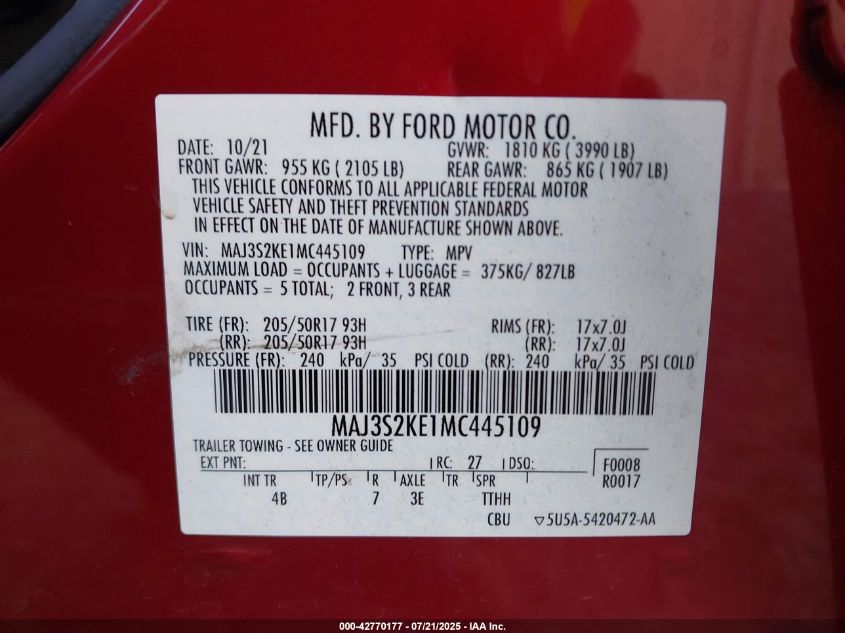 MFD. BY FORD MOTOR CO.
DATE: 10/21 GVWR: 1810 KG ( 3990 LB)
FRONT GAWR: 955 KG ( 2105 LB) REAR GAWR: 865 KG ( 1907 LB)
THIS VEHICLE CONFORMS TO ALL APPLICABLE FEDERAL MOTOR
VEHICLE SAFETY AND THEFT PREVENTION STANDARDS
IN EFFECT ON THE DATE OF MANUFACTURE SHOWN ABOVE.
VIN: MAJ3S2KE1MC445109 TYPE: MPV
MAXIMUM LOAD = OCCUPANTS + LUGGAGE = 375KG/ 827LB
OCCUPANTS = 5 TOTAL; 2 FRONT, 3 REAR
TIRE (FR): 205/50R17 93H RIMS (FR): 17x7.0J
(RR): 205/50R17 93H (RR): 17x7.0J
PRESSURE (FR): 240 kPa/ 35 PSI COLD (RR): 240 kPa/ 35 PSI COLD
MAJ3S2KE1MC445109
TRAILER TOWING - SEE OWNER GUIDE
EXT PNT: RC: 27 DSO: F0008
INT TR TP/PS R AXLE TR SPR R0017
4B 7 3E TTHH
CBU 5U5A-5420472-AA
000-42770177 - 07/21/2025 - IAA Inc.